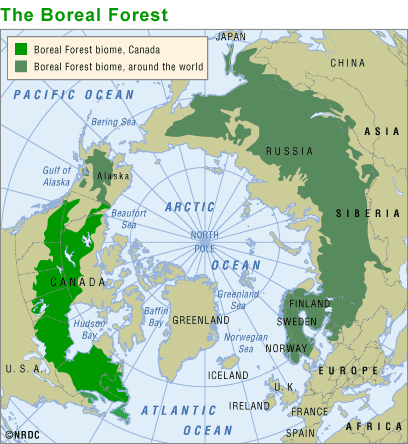 The Boreal Forest
Boreal Forest biome, Canada
Boreal Forest biome, around the world
JAPAN
CHINA
PACIFIC OCEAN
Bering Sea
ASIA
RUSSIA
Gulf of
Alaska
Alaska
ARCTIC
Beaufort
Sea
SIBERIA
NORTH
POLE
OCEAN
CANADA
Greenland
Sea
FINLAND
Baffin
Bay
GREENLAND
SWEDEN
Hudson
Bay
Norwegian
Sea
NORWAY
U.S.A.
ICELAND
EUROPE
U.K.
ATLANTIC
OCEAN
IRELAND
FRANCE
SPAIN
AFRICA
©NRDC